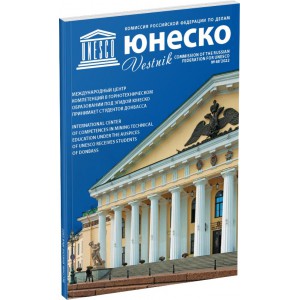 КОМИССИЯ РОССИЙСКОЙ ФЕДЕРАЦИИ ПО ДЕЛАМ
ЮНЕСКО
UNESCO
Vestnik
COMMISSION OF THE RUSSIAN
FEDERATION FOR UNESCO
МЕЖДУНАРОДНЫЙ ЦЕНТР
КОМПЕТЕНЦИЙ В ГОРНОТЕХНИЧЕСКОМ
ОБРАЗОВАНИИ ПОД ЭГИДОЙ ЮНЕСКО
ПРИНИМАЕТ СТУДЕНТОВ ДОНБАССА
INTERNATIONAL CENTER
OF COMPETENCES IN MINING TECHNICAL
EDUCATION UNDER THE AUSPICES
OF UNESCO RECEIVES STUDENTS
OF DONBASS